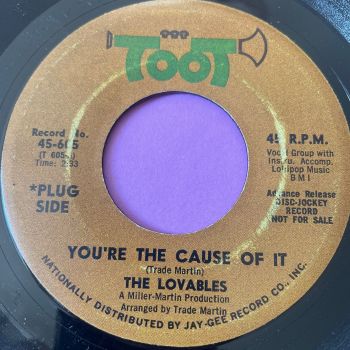 TOOT
Record No.
45-605
Time: 2:33
*PLUG
SIDE
45 R.P.M.
Vocal Group with
Instru. Accomp.
Lollipop Music
BMI
Advance Release
DISC-JOCKEY
RECORD
NOT FOR SALE
YOU'RE THE CAUSE OF IT
(Trade Martin)
THE LOVABLES
A Miller-Martin Production
Arranged by Trade Martin
NATIONALLY DISTRIBUTED BY JAY-GEE RECORD CO., INC.